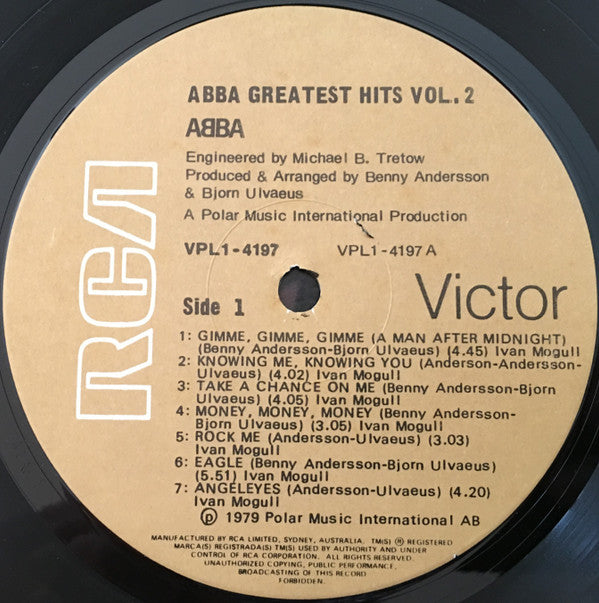 ABBA GREATEST HITS VOL. 2
ABBA
Engineered by Michael B. Tretow
Produced & Arranged by Benny Andersson
& Bjorn Ulvaeus
A Polar Music International Production
RCA
VPL1-4197 VPL1-4197 A
Side 1
Victor
1: GIMME, GIMME, GIMME (A MAN AFTER MIDNIGHT)
(Benny Andersson-Bjorn Ulvaeus) (4.45) Ivan Mogull
2: KNOWING ME, KNOWING YOU (Anderson-Andersson-
Ulvaeus) (4.02) Ivan Mogull
3: TAKE A CHANCE ON ME (Benny Andersson-Bjorn
Ulvaeus) (4.05) Ivan Mogull
4: MONEY, MONEY, MONEY (Benny Andersson-
Bjorn Ulvaeus) (3.05) Ivan Mogull
5: ROCK ME (Andersson-Ulvaeus) (3.03)
Ivan Mogull
6: EAGLE (Benny Andersson-Bjorn Ulvaeus)
(5.51) Ivan Mogull
7: ANGELEYES (Andersson-Ulvaeus) (4.20)
Ivan Mogull
℗ 1979 Polar Music International AB
MANUFACTURED BY RCA LIMITED, SYDNEY, AUSTRALIA. TM(S) ® REGISTERED
MARCA(S) REGISTRADA(S) TM(S) USED BY AUTHORITY AND UNDER
CONTROL OF RCA CORPORATION. ALL RIGHTS RESERVED.
UNAUTHORIZED COPYING, PUBLIC PERFORMANCE,
BROADCASTING OF THIS RECORD
FORBIDDEN.